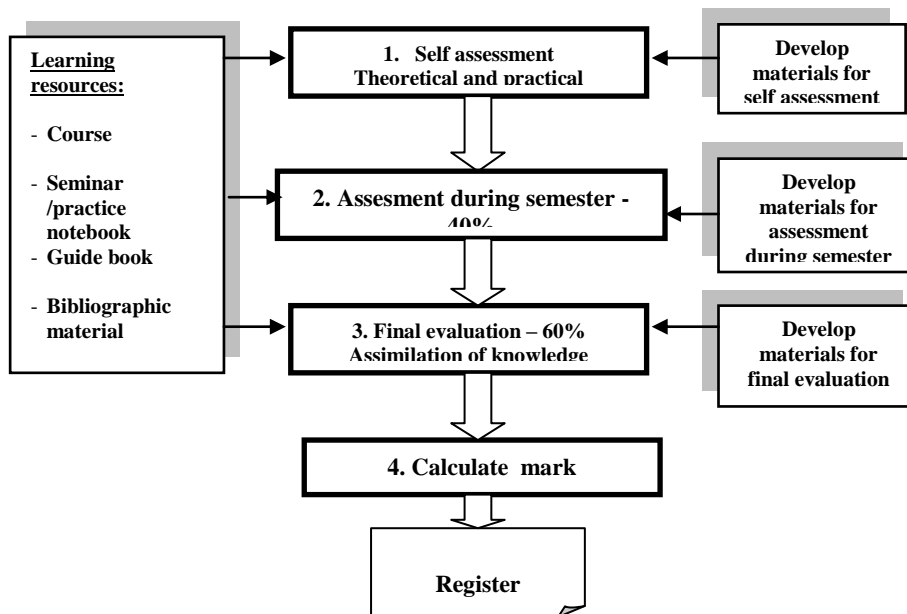 Learning
resources:
- Course
- Seminar
/practice
notebook
- Guide book
- Bibliographic
material
1. Self assessment
Theoretical and practical
Develop
materials for
self assessment
2. Assesment during semester -
40%
Develop
materials for
assessment
during semester
3. Final evaluation – 60%
Assimilation of knowledge
Develop
materials for
final evaluation
4. Calculate mark
Register